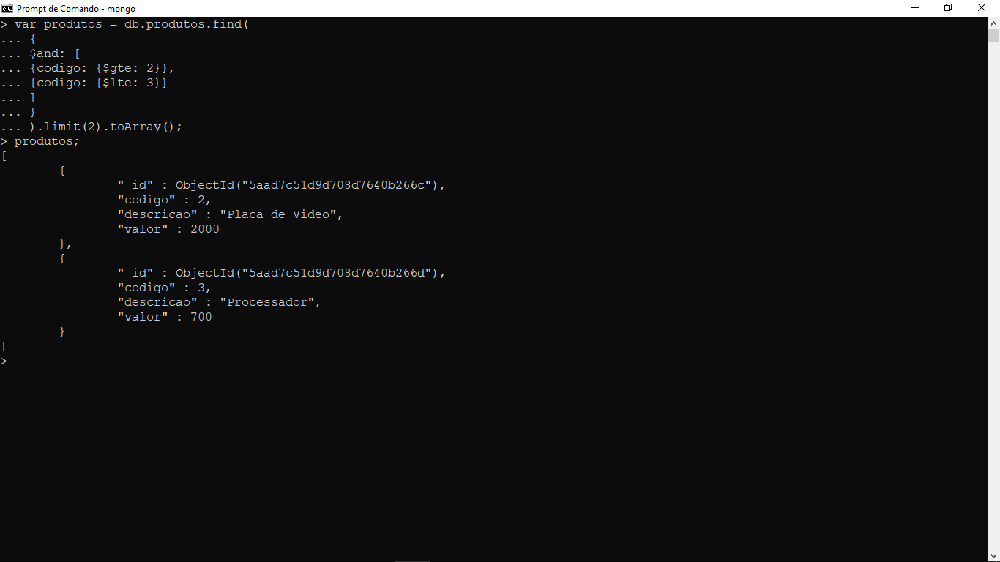 Prompt de Comando - mongo
> var produtos = db.produtos.find(
... {
... $and: [
... {codigo: {$gte: 2}},
... {codigo: {$lte: 3}}
... ]
... }
... ).limit(2).toArray();
> produtos;
[
        {
                "_id" : ObjectId("5aad7c51d9d708d7640b266c"),
                "codigo" : 2,
                "descricao" : "Placa de Video",
                "valor" : 2000
        },
        {
                "_id" : ObjectId("5aad7c51d9d708d7640b266d"),
                "codigo" : 3,
                "descricao" : "Processador",
                "valor" : 700
        }
]
>